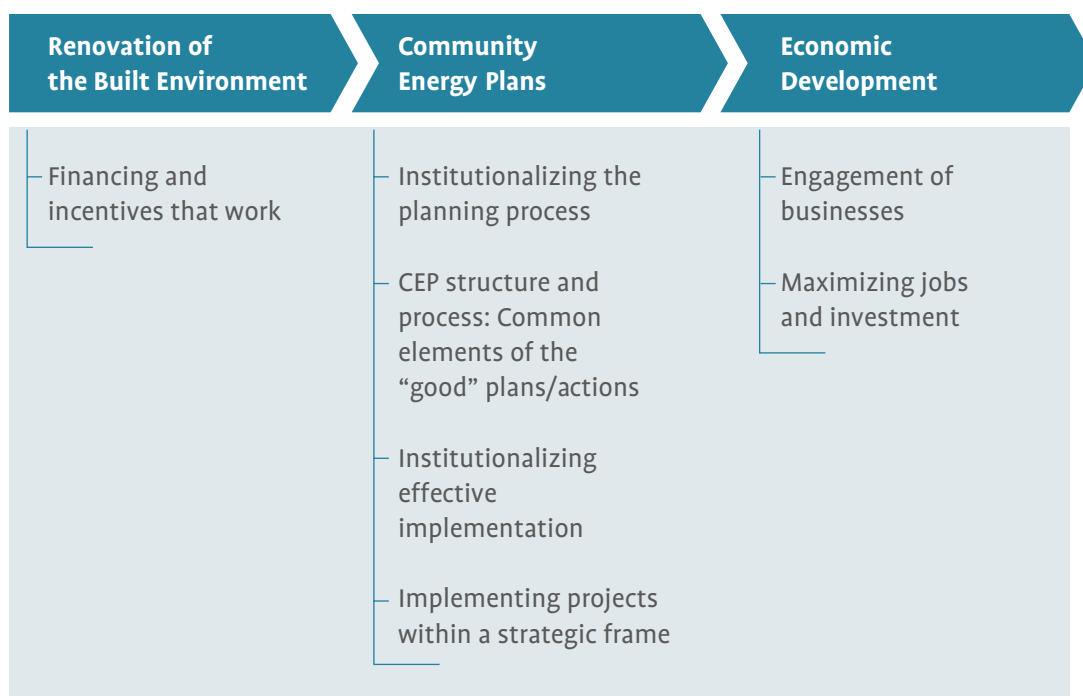 Renovation of
the Built Environment
Financing and
incentives that work
Community
Energy Plans
Institutionalizing the
planning process
CEP structure and
process: Common
elements of the
“good” plans/actions
Institutionalizing
effective
implementation
Implementing projects
within a strategic frame
Economic
Development
Engagement of
businesses
Maximizing jobs
and investment